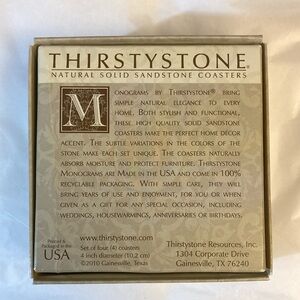 THIRSTYSTONE®
NATURAL SOLID SANDSTONE COASTERS
MONOGRAMS BY THIRSTYSTONE® BRING
SIMPLE NATURAL ELEGANCE TO EVERY
HOME. BOTH STYLISH AND FUNCTIONAL,
THESE HIGH QUALITY SOLID SANDSTONE
COASTERS MAKE THE PERFECT HOME DÉCOR
ACCENT. THE SUBTLE VARIATIONS IN THE COLORS OF THE
STONE MAKE EACH SET UNIQUE. THE COASTERS NATURALLY
ABSORB MOISTURE AND PROTECT FURNITURE. THIRSTYSTONE
MONOGRAMS ARE MADE IN THE USA AND COME IN 100%
RECYCLABLE PACKAGING. WITH SIMPLE CARE, THEY WILL
BRING YEARS OF USE AND ENJOYMENT, FOR YOU OR WHEN
GIVEN AS A GIFT FOR ANY SPECIAL OCCASION, INCLUDING
WEDDINGS, HOUSEWARMINGS, ANNIVERSARIES OR BIRTHDAYS.
Printed &
Packaged in the
USA
www.thirstystone.com
Set of four (4) coasters
4 inch diameter (10.2 cm)
©2010 Gainesville, Texas
Thirstystone Resources, Inc.
1304 Corporate Drive
Gainesville, TX 76240